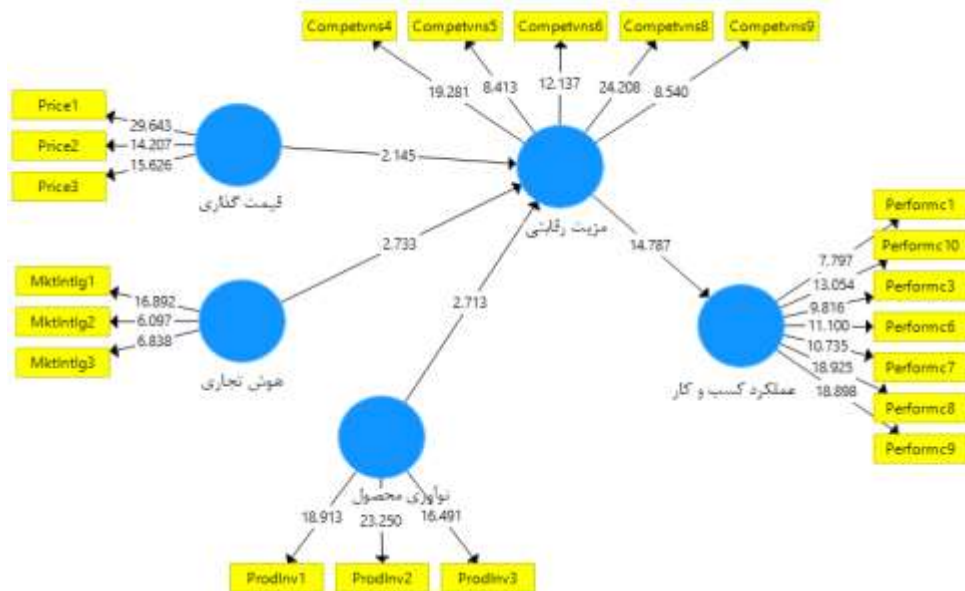 Competvns4
Competvns5
Competvns6
Competvns8
Competvns9
19.281
8.413
12.137
24.208
8.540
Price1
Price2
Price3
29.643
14.207
15.626
قیمت گذاری
2.145
مزیت رقابتی
MktIntlg1
MktIntlg2
MktIntlg3
16.892
6.097
6.838
هوش تجاری
2.733
2.713
14.787
نوآوری محصول
18.913
23.250
16.491
ProdInv1
ProdInv2
ProdInv3
عملکرد کسب و کار
7.797
13.054
9.816
11.100
10.735
18.925
18.898
Performc1
Performc10
Performc3
Performc6
Performc7
Performc8
Performc9